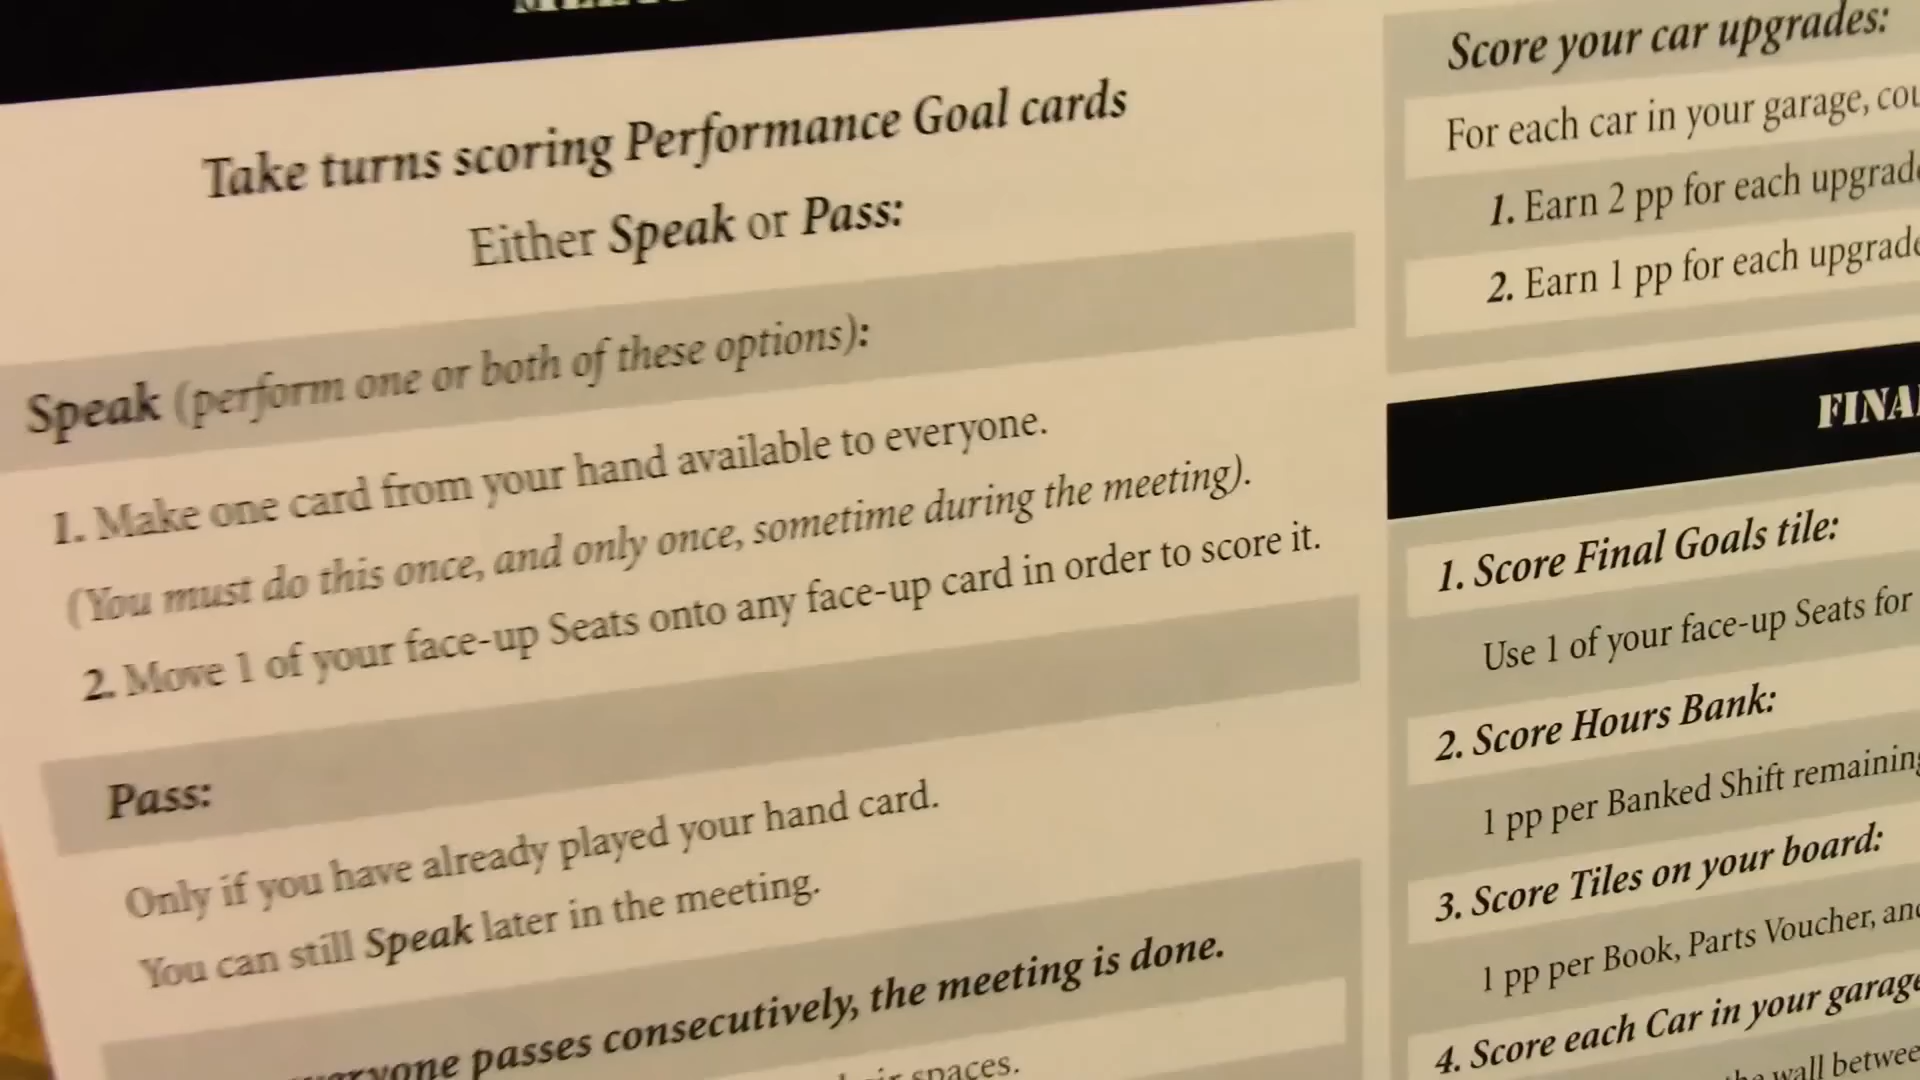 Take turns scoring Performance Goal cards
Either Speak or Pass:
Speak (perform one or both of these options):
1. Make one card from your hand available to everyone.
(You must do this once, and only once, sometime during the meeting).
2. Move 1 of your face-up Seats onto any face-up card in order to score it.
Pass:
Only if you have already played your hand card.
You can still Speak later in the meeting.
passes consecutively, the meeting is done.
spaces.
Score your car upgrades:
For each car in your garage,
1. Earn 2 pp for each
2. Earn 1 pp for each
1. Score Final Goals tile:
Use 1 of your face-up Seats for
2. Score Hours Bank:
1 pp per Banked Shift
3. Score Tiles on your board:
1 pp per Book, Parts Voucher,
4. Score each Car in your
wall